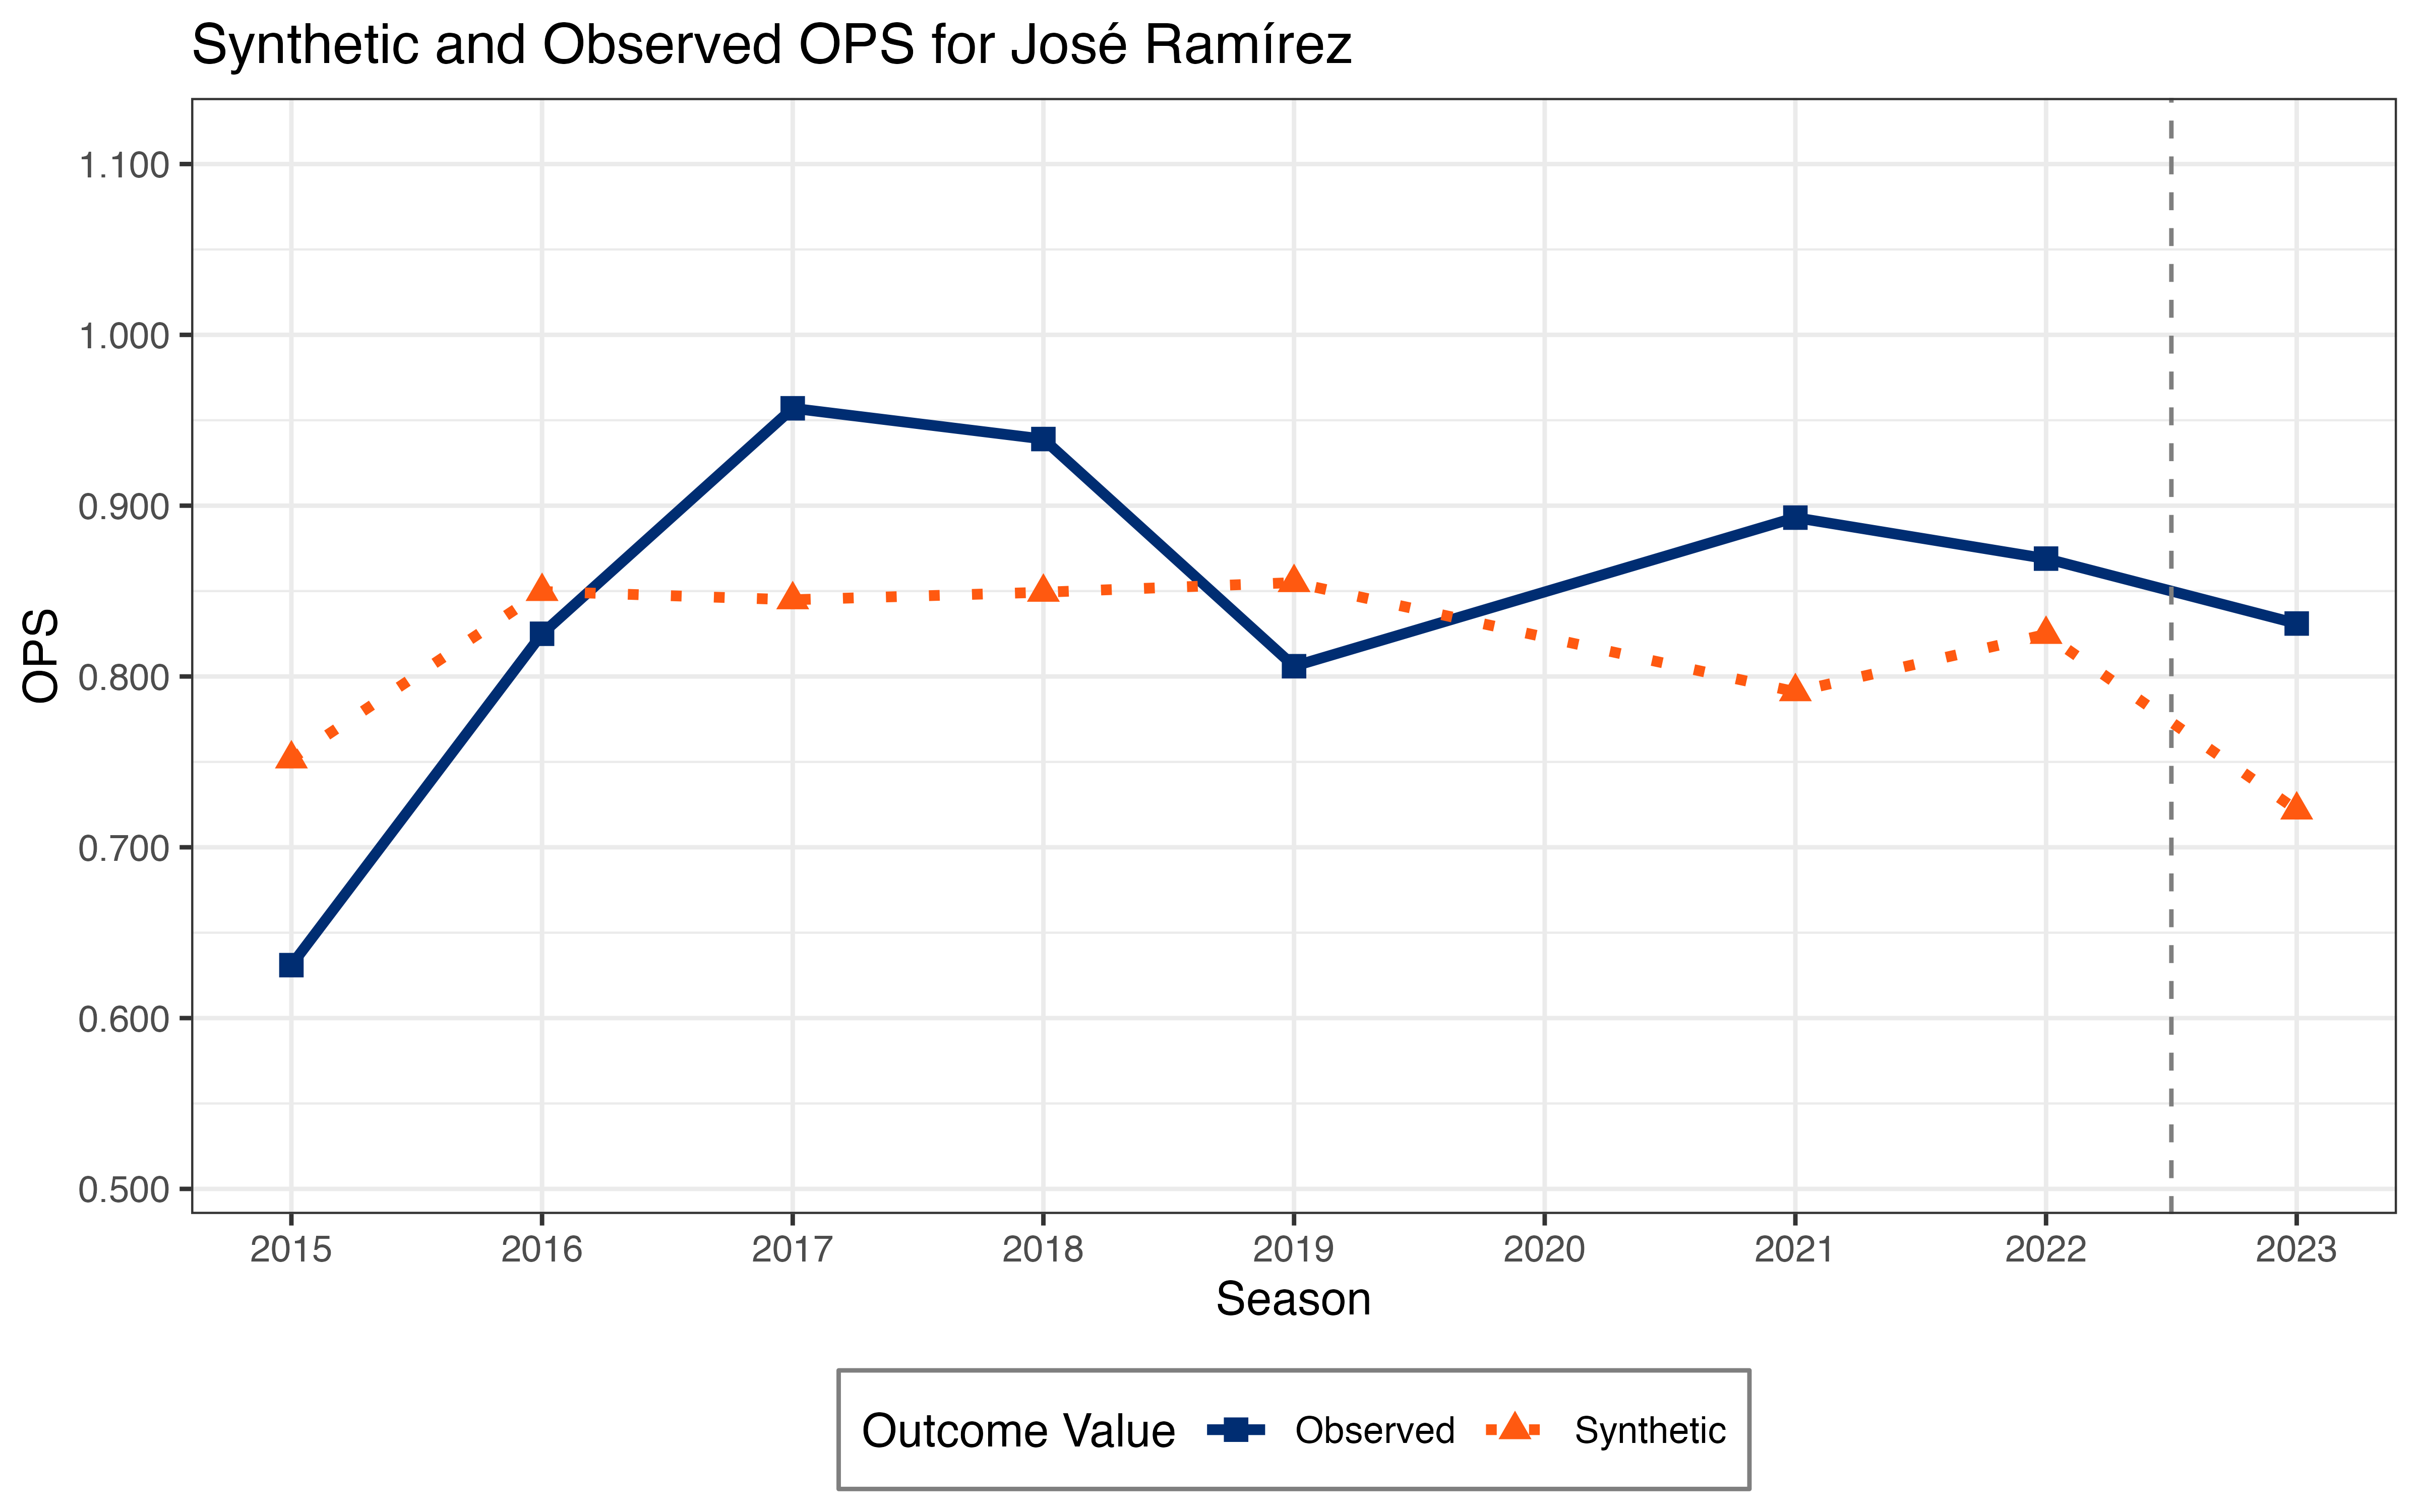 Synthetic and Observed OPS for José Ramírez
OPS
1.100
1.000
0.900
0.800
0.700
0.600
0.500
2015 2016 2017 2018 2019 2020 2021 2022 2023
Season
Outcome Value Observed Synthetic